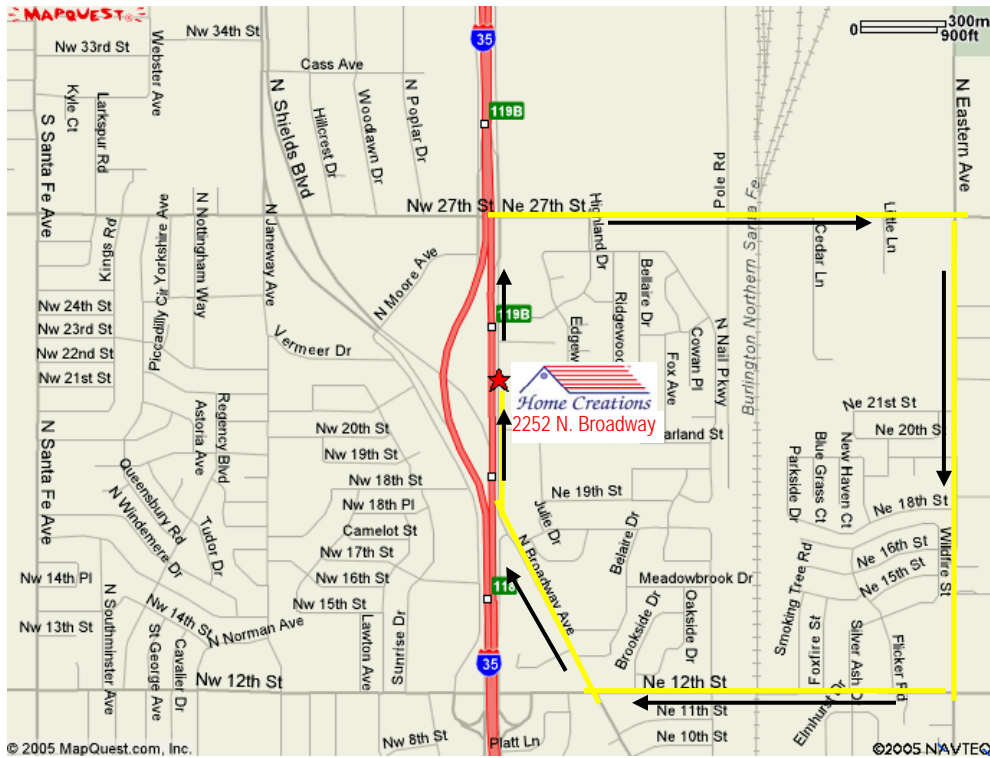 MAPQUEST
300m
0
900ft
35
Nw 34th St
Nw 33rd St
Webster Ave
Cass Ave
Kyle Ct
Larkspur Rd
N Shields Blvd
Hillcrest Dr
Woodlawn Dr
N Poplar Dr
119B
N Eastern Ave
S Santa Fe Ave
Pole Rd
Burlington Northern Santa Fe
Nw 27th St
Ne 27th St
Kings Rd
Piccadilly Cir
Yorkshire Ave
N Nottingham Way
N Janeway Ave
N Moore Ave
Highland Dr
Little Ln
Cedar Ln
Bellaire Dr
Ridgewood
Edgew
Nw 24th St
Nw 23rd St
Nw 22nd St
Nw 21st St
Vermeer Dr
119B
Cowan Pl
Fox Ave
N Nail Pkwy
Home Creations
2252 N. Broadway
Ne 21st St
Ne 20th St
arland St
Regency Blvd
Astoria Ave
N Santa Fe Ave
Nw 20th St
Nw 19th St
Nw 18th St
Nw 18th Pl
Camelot St
Nw 17th St
Nw 16th St
Nw 15th St
Queensbury Rd
N Windemere Dr
Tudor Dr
Parkside Dr
Blue Grass Ct
New Haven Ct
Ne 19th St
Ne 18th St
Julie Dr
Belaire Dr
N Broadway Ave
Ne 16th St
Ne 15th St
Wildfire St
Smoking Tree Rd
Meadowbrook Dr
Brookside Dr
Oakside Dr
Foxfire St
Silver Ash D
Flicker Rd
Elmhurst Dr
Nw 14th Pl
Nw 13th St
N Southminster Ave
Nw 14th St
St George Ave
Cavalier Dr
N Norman Ave
Lawton Ave
Sunrise Dr
35
Nw 12th St
Ne 12th St
Ne 11th St
Ne 10th St
Nw 8th St
Platt Ln
© 2005 MapQuest.com, Inc.
©2005 NAVTEQ